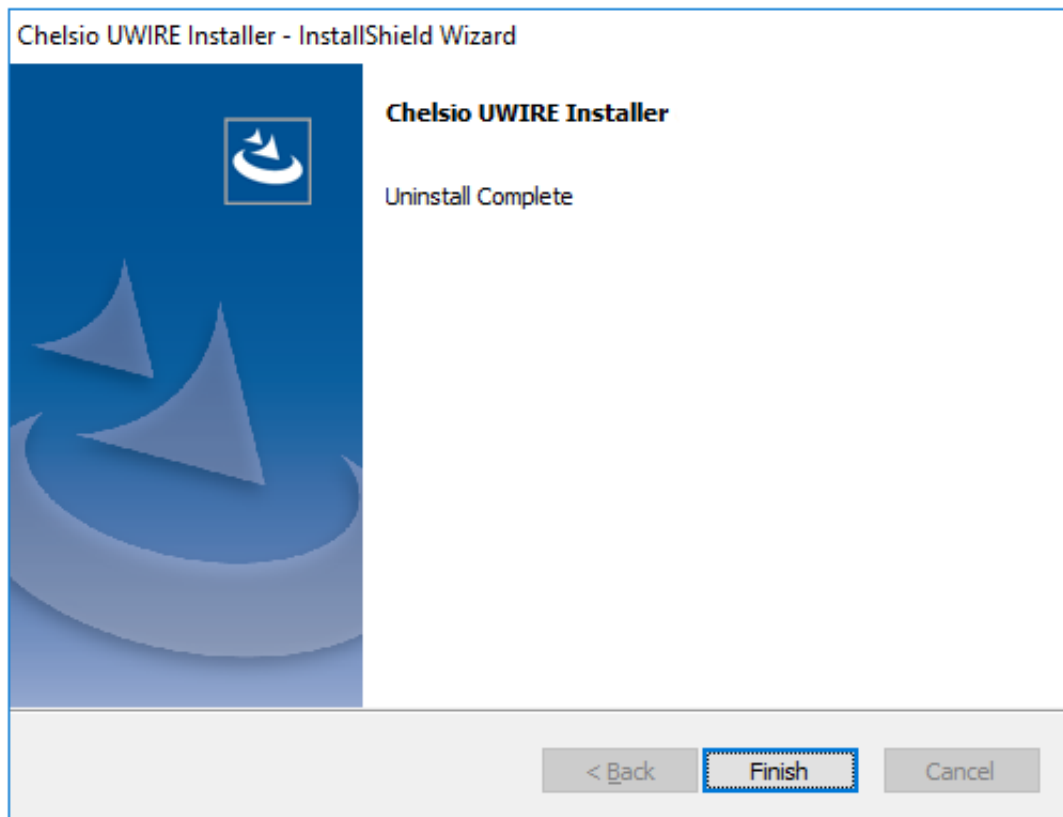 Chelsio UWIRE Installer - InstallShield Wizard
Chelsio UWIRE Installer
Uninstall Complete
< Back
Finish
Cancel